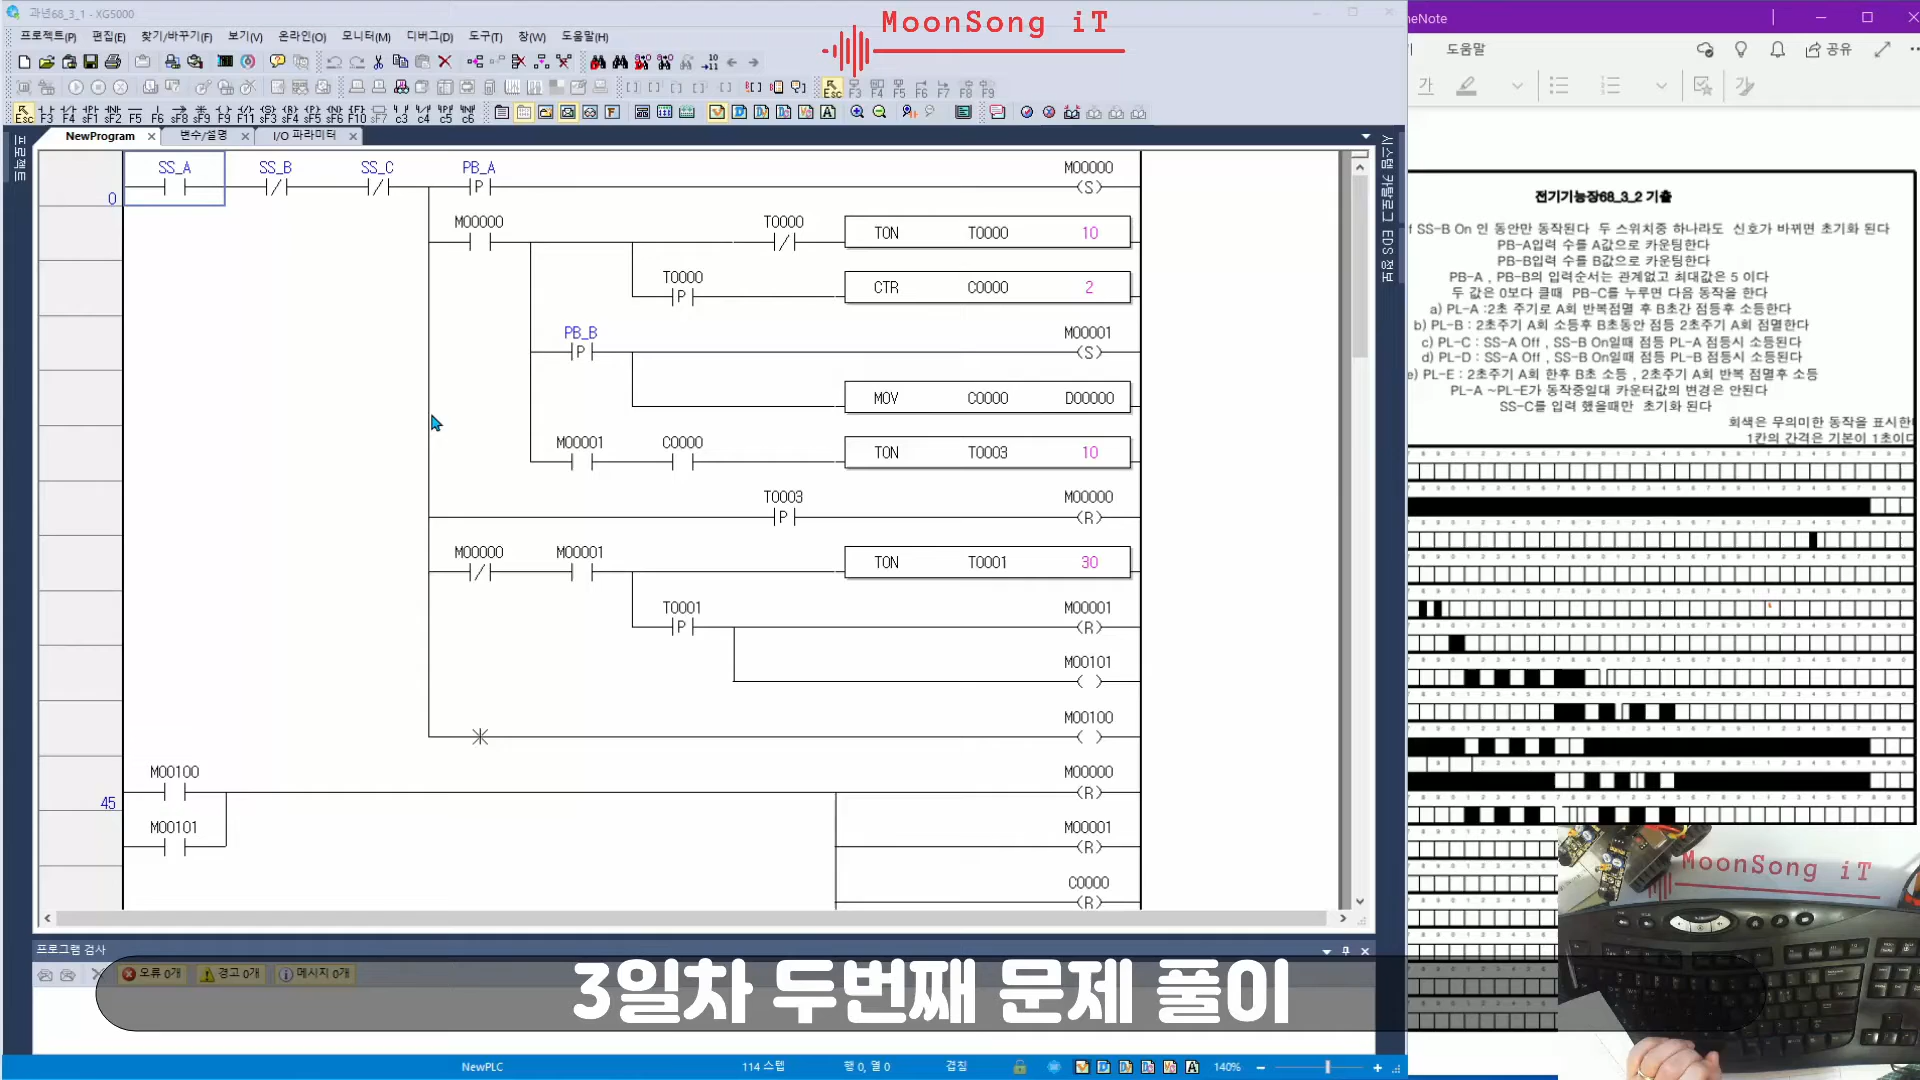 과년68_3_1 - XG5000
MoonSong iT
프로젝트(P) 편집(E) 찾기/바꾸기(F) 보기(V) 온라인(O) 모니터(M) 디버그(D) 도구(T) 창(W) 도움말(H)
NewProgram 변수/설명 I/O 파라미터
프로젝트
시스템 카탈로그 EDS 정보
SS_A SS_B SS_C PB_A M00000
P (S)
0
M00000 T0000
TON T0000 10
T0000
P
CTR C0000 2
PB_B M00001
P (S)
MOV C0000 D00000
M00001 C0000
TON T0003 10
T0003 M00000
P (R)
M00000 M00001
TON T0001 30
T0001 M00001
P (R)
M00101
M00100
M00100 M00000
(R)
45
M00101 M00001
(R)
C0000
(R)
프로그램 검사
오류 0개 경고 0개 메시지 0개
NewPLC 114 스텝 행 0, 열 0 겹침 140%
eNote
도움말 공유
전기기능장68_3_2 기출
f SS-B On 인 동안만 동작된다 두 스위치중 하나라도 신호가 바뀌면 초기화 된다
PB-A입력 수를 A값으로 카운팅한다
PB-B입력 수를 B값으로 카운팅한다
PB-A , PB-B의 입력순서는 관계없고 최대값은 5 이다
두 값은 0보다 클때 PB-C를 누루면 다음 동작을 한다
a) PL-A :2초 주기로 A회 반복점멸 후 B초간 점등후 소등한다
b) PL-B : 2초주기 A회 소등후 B초동안 점등 2초주기 A회 점멸한다
c) PL-C : SS-A Off , SS-B On일때 점등 PL-A 점등시 소등된다
d) PL-D : SS-A Off , SS-B On일때 점등 PL-B 점등시 소등된다
e) PL-E : 2초주기 A회 한후 B초 소등 , 2초주기 A회 반복 점멸후 소등
PL-A ~PL-E가 동작중일대 카운터값의 변경은 안된다
SS-C를 입력 했을때만 초기화 된다
회색은 무의미한 동작을 표시한
1칸의 간격은 기본이 1초이다
MoonSong iT
3일차 두번째 문제 풀이